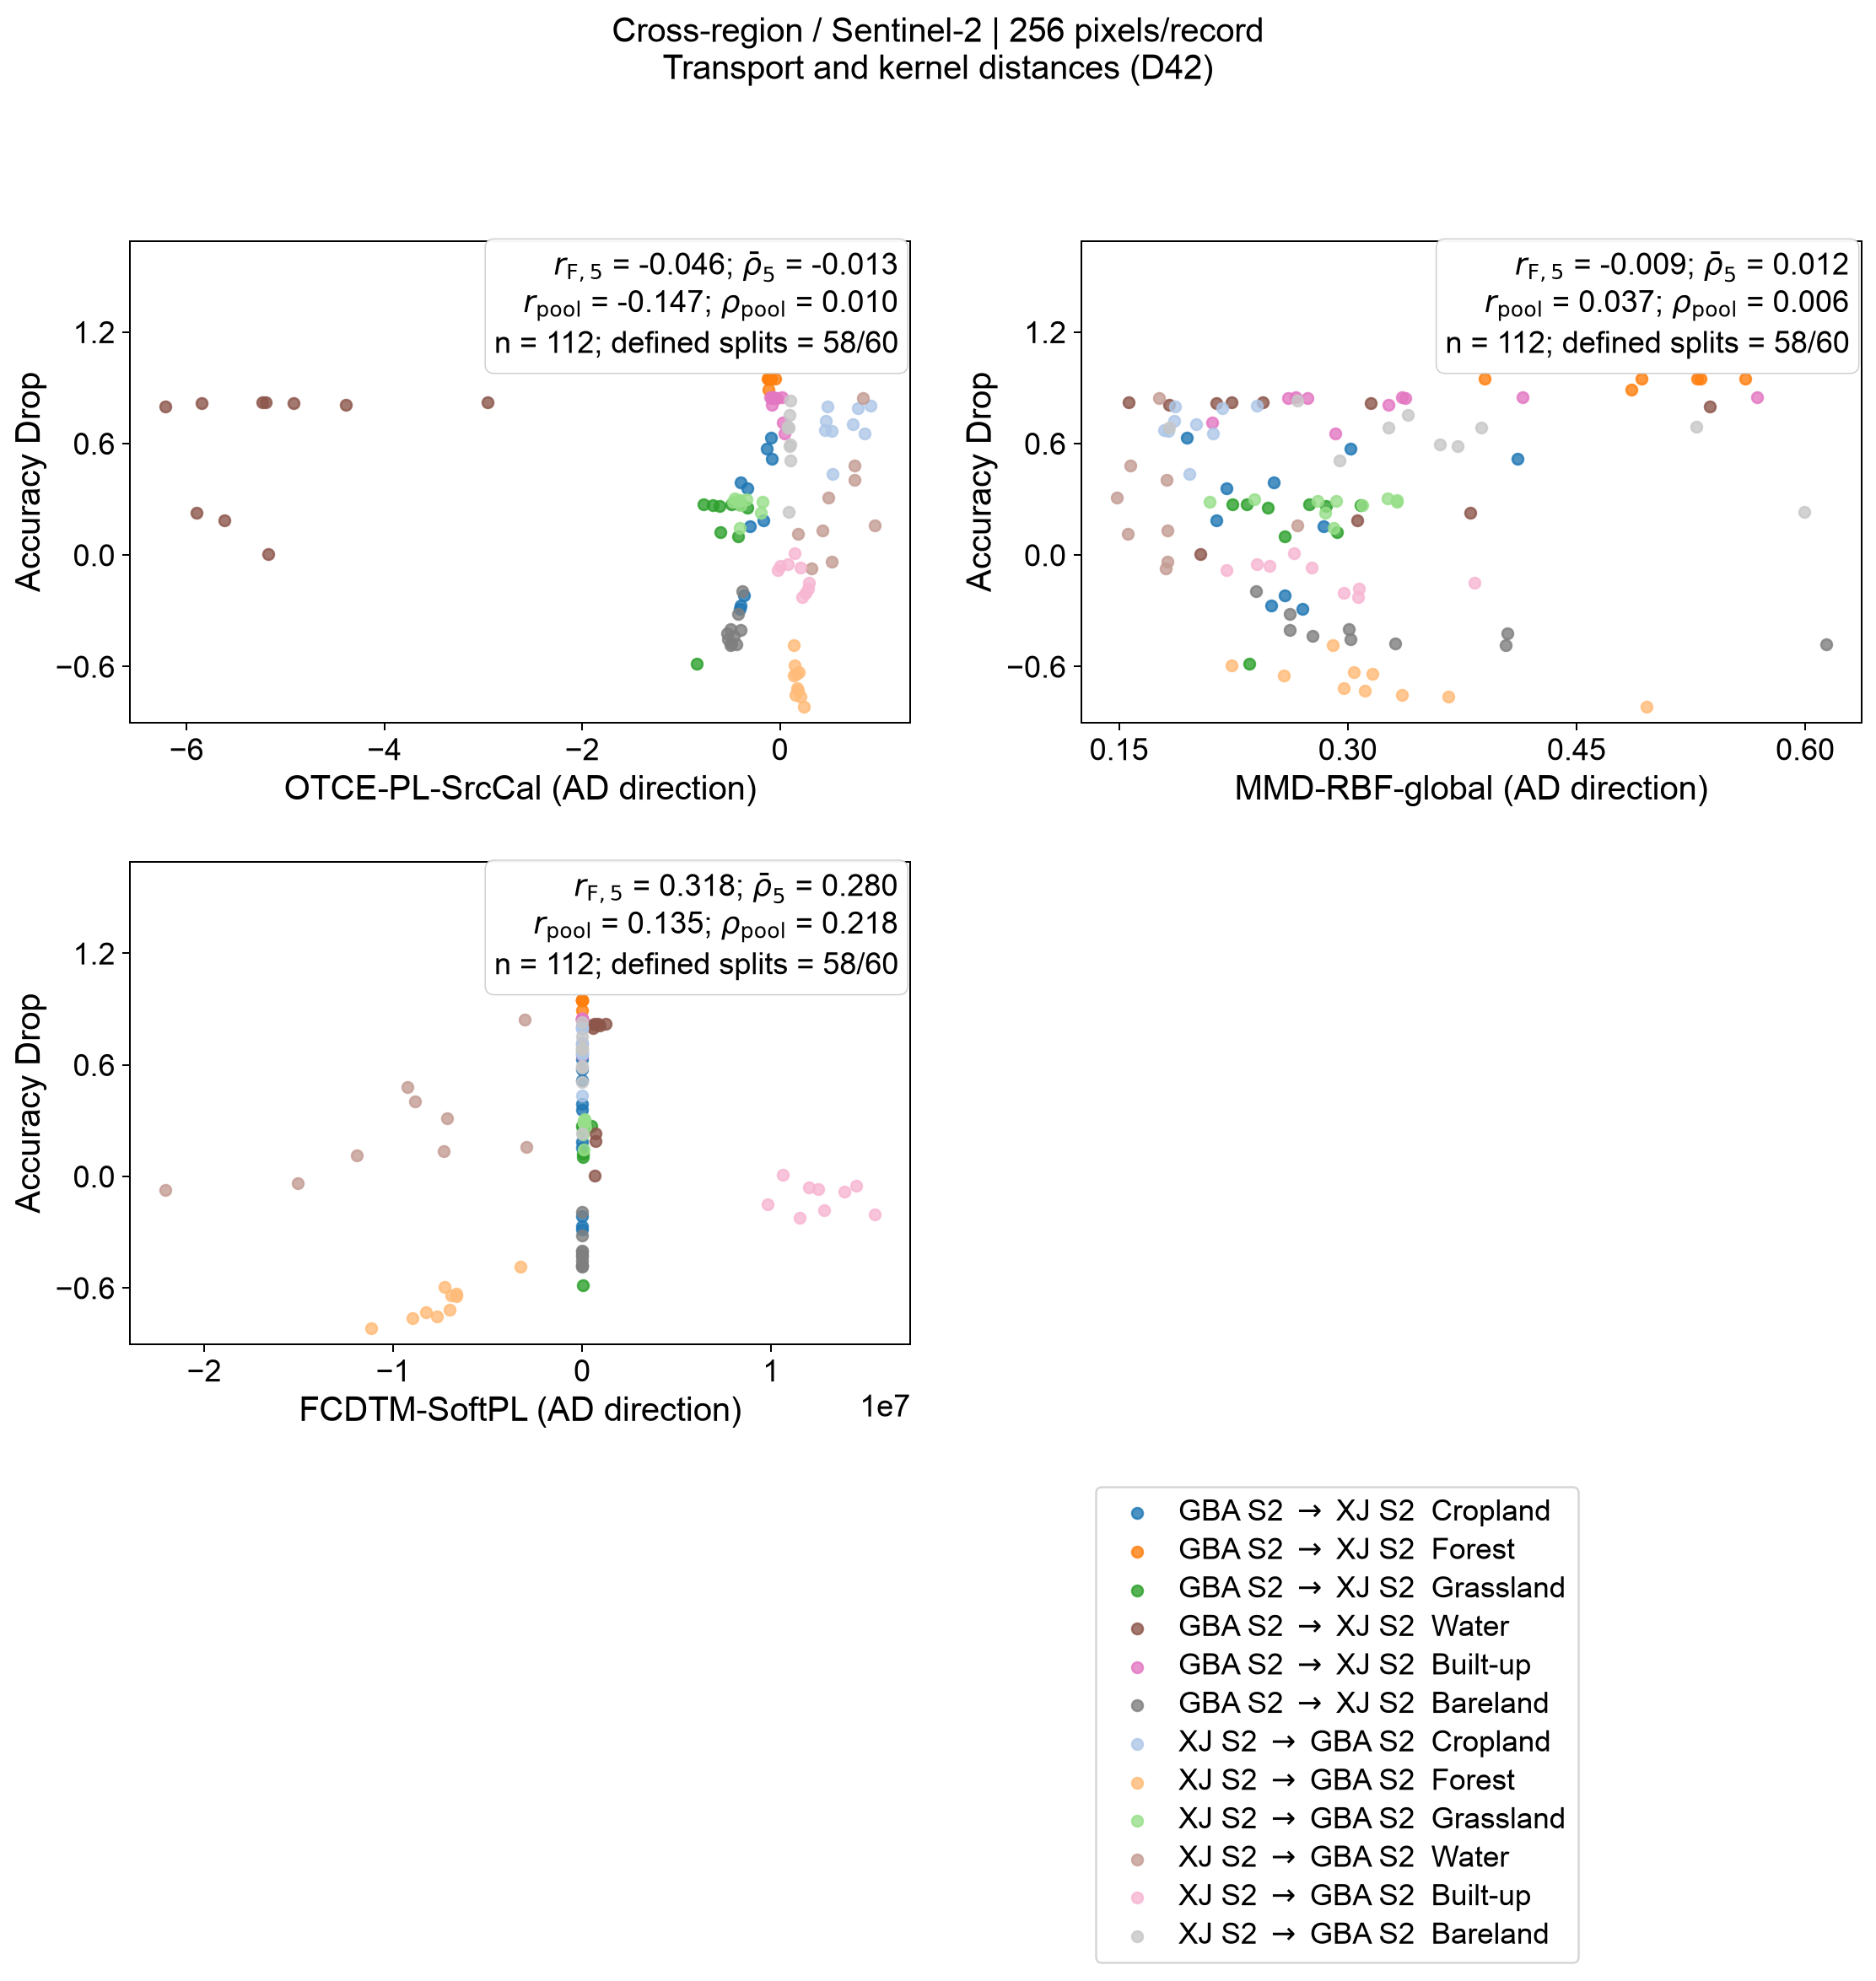 Cross-region / Sentinel-2 | 256 pixels/record
Transport and kernel distances (D42)
r_F,5 = -0.046; ρ̄_5 = -0.013
r_pool = -0.147; ρ_pool = 0.010
n = 112; defined splits = 58/60
1.2
0.6
0.0
−0.6
Accuracy Drop
−6 −4 −2 0
OTCE-PL-SrcCal (AD direction)
r_F,5 = -0.009; ρ̄_5 = 0.012
r_pool = 0.037; ρ_pool = 0.006
n = 112; defined splits = 58/60
1.2
0.6
0.0
−0.6
Accuracy Drop
0.15 0.30 0.45 0.60
MMD-RBF-global (AD direction)
r_F,5 = 0.318; ρ̄_5 = 0.280
r_pool = 0.135; ρ_pool = 0.218
n = 112; defined splits = 58/60
1.2
0.6
0.0
−0.6
Accuracy Drop
−2 −1 0 1
1e7
FCDTM-SoftPL (AD direction)
GBA S2 → XJ S2 Cropland
GBA S2 → XJ S2 Forest
GBA S2 → XJ S2 Grassland
GBA S2 → XJ S2 Water
GBA S2 → XJ S2 Built-up
GBA S2 → XJ S2 Bareland
XJ S2 → GBA S2 Cropland
XJ S2 → GBA S2 Forest
XJ S2 → GBA S2 Grassland
XJ S2 → GBA S2 Water
XJ S2 → GBA S2 Built-up
XJ S2 → GBA S2 Bareland